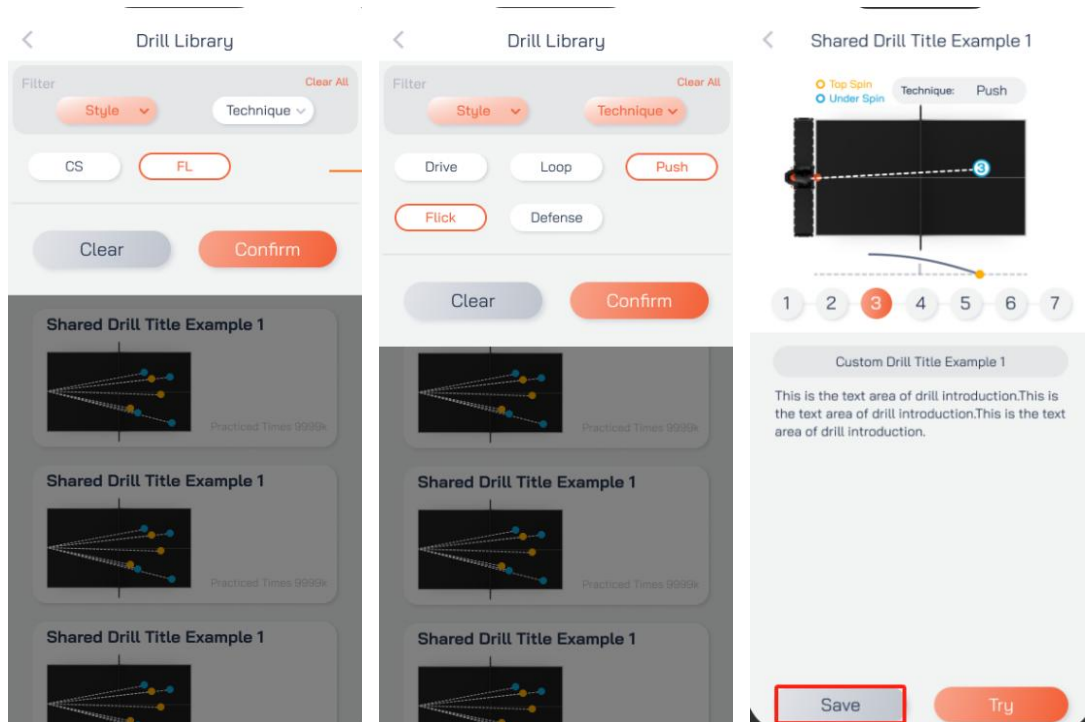 Drill Library
Filter
Clear All
Style
Technique
CS
FL
Clear
Confirm
Shared Drill Title Example 1
Practiced Times 9999k
Shared Drill Title Example 1
Practiced Times 9999k
Shared Drill Title Example 1
Drill Library
Filter
Clear All
Style
Technique
Drive
Loop
Push
Flick
Defense
Clear
Confirm
Practiced Times 9999k
Shared Drill Title Example 1
Practiced Times 9999k
Shared Drill Title Example 1
Shared Drill Title Example 1
Top Spin
Under Spin
Technique:
Push
3
1
2
3
4
5
6
7
Custom Drill Title Example 1
This is the text area of drill introduction.This is
the text area of drill introduction.This is the text
area of drill introduction.
Save
Try